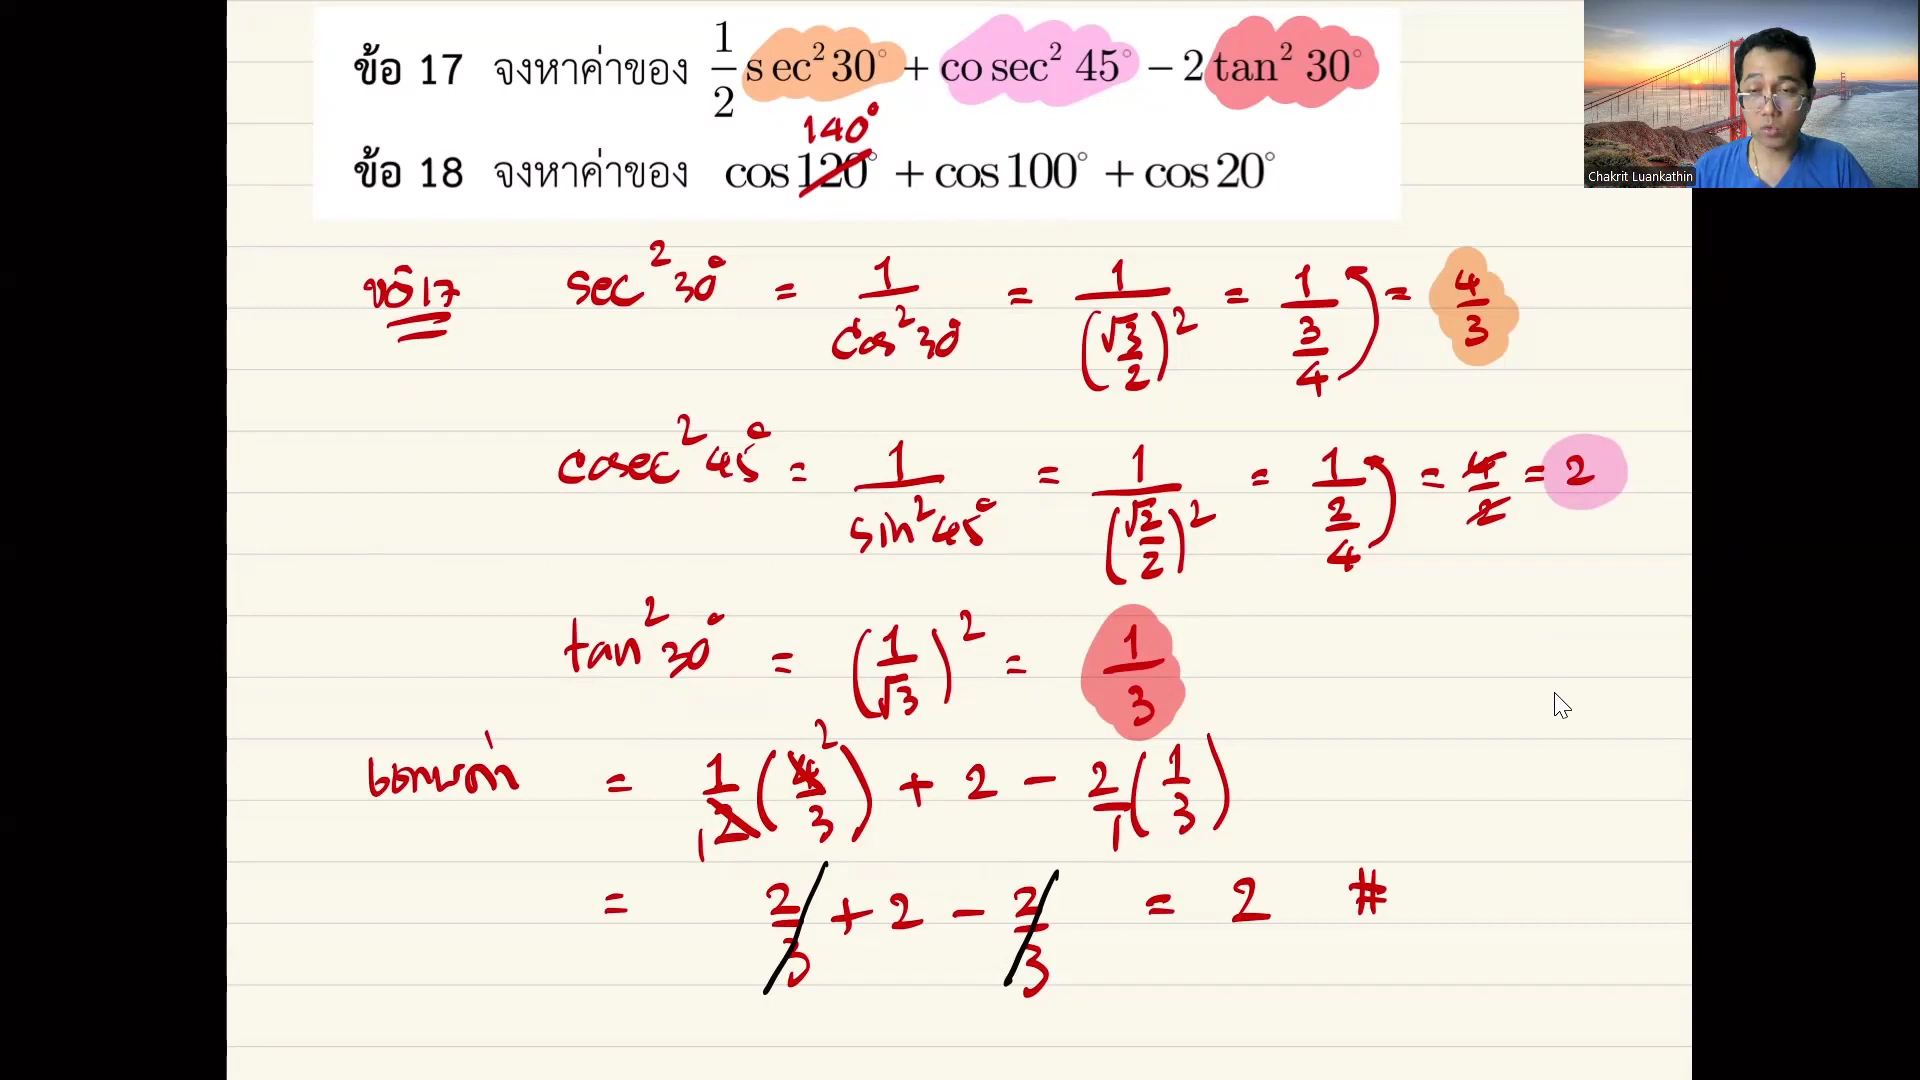 ข้อ 17 จงหาค่าของ 1/2 sec² 30° + cosec² 45° − 2 tan² 30°
140°
ข้อ 18 จงหาค่าของ cos 120° + cos 100° + cos 20°
Chakrit Luankathin
ข้อ 17 sec² 30° = 1/cos² 30° = 1/(√3/2)² = 1/(3/4) = 4/3
cosec² 45° = 1/sin² 45° = 1/(√2/2)² = 1/(2/4) = 4/2 = 2
tan² 30° = (1/√3)² = 1/3
แทนค่า = 1/2 (4/3) + 2 − 2/1 (1/3)
= 2/3 + 2 − 2/3 = 2 #